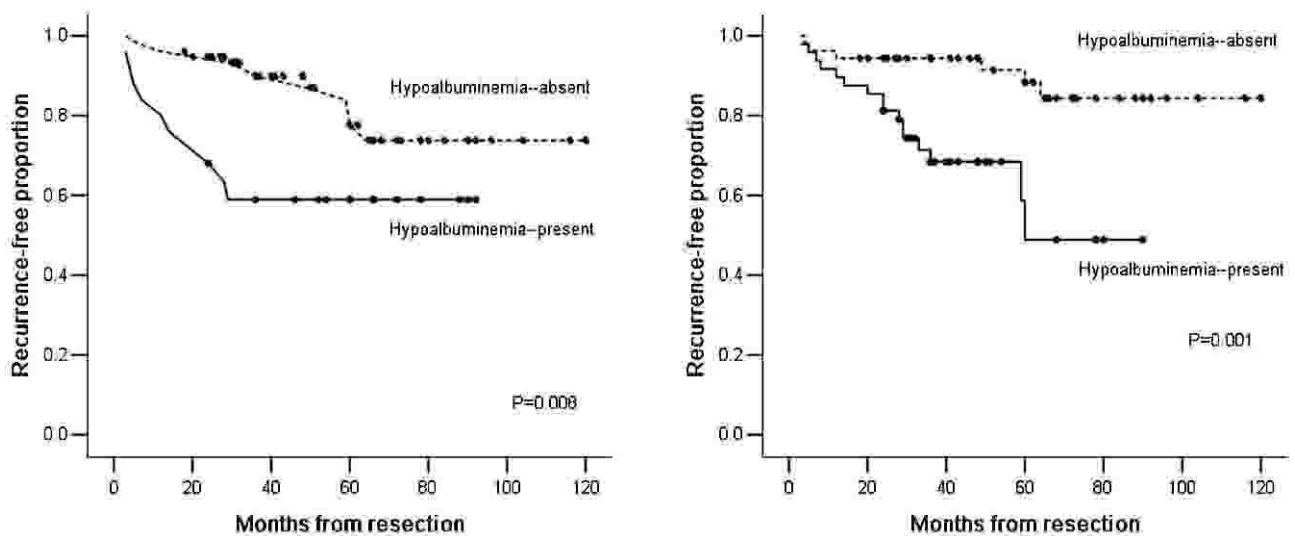 1.0
0.8
0.6
0.4
0.2
0.0
Recurrence-free proportion
Hypoalbuminemia--absent
Hypoalbuminemia--present
P=0.008
0 20 40 60 80 100 120
Months from resection
1.0
0.8
0.6
0.4
0.2
0.0
Recurrence-free proportion
Hypoalbuminemia--absent
Hypoalbuminemia--present
P=0.001
0 20 40 60 80 100 120
Months from resection